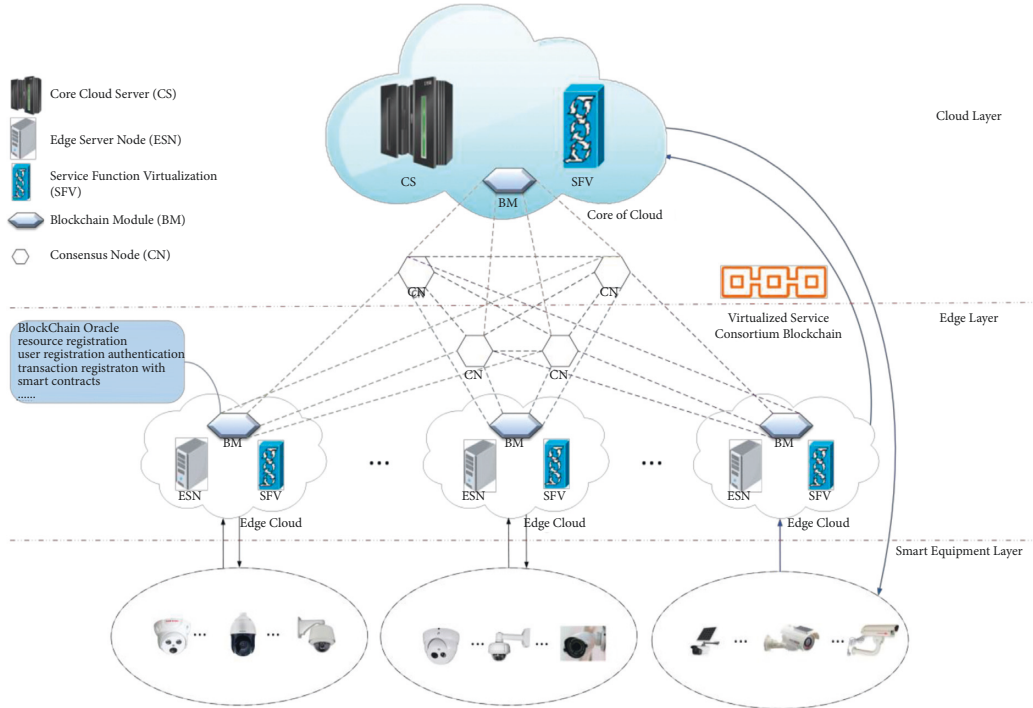 Core Cloud Server (CS)
Edge Server Node (ESN)
Service Function Virtualization
(SFV)
Blockchain Module (BM)
Consensus Node (CN)
CS
SFV
BM
Core of Cloud
Cloud Layer
CN
CN
CN
CN
Virtualized Service
Consortium Blockchain
Edge Layer
BlockChain Oracle
resource registration
user registration authentication
transaction registraton with
smart contracts
......
BM
ESN
SFV
Edge Cloud
...
BM
ESN
SFV
Edge Cloud
...
BM
ESN
SFV
Edge Cloud
Smart Equipment Layer
... ...
... ...
... ...